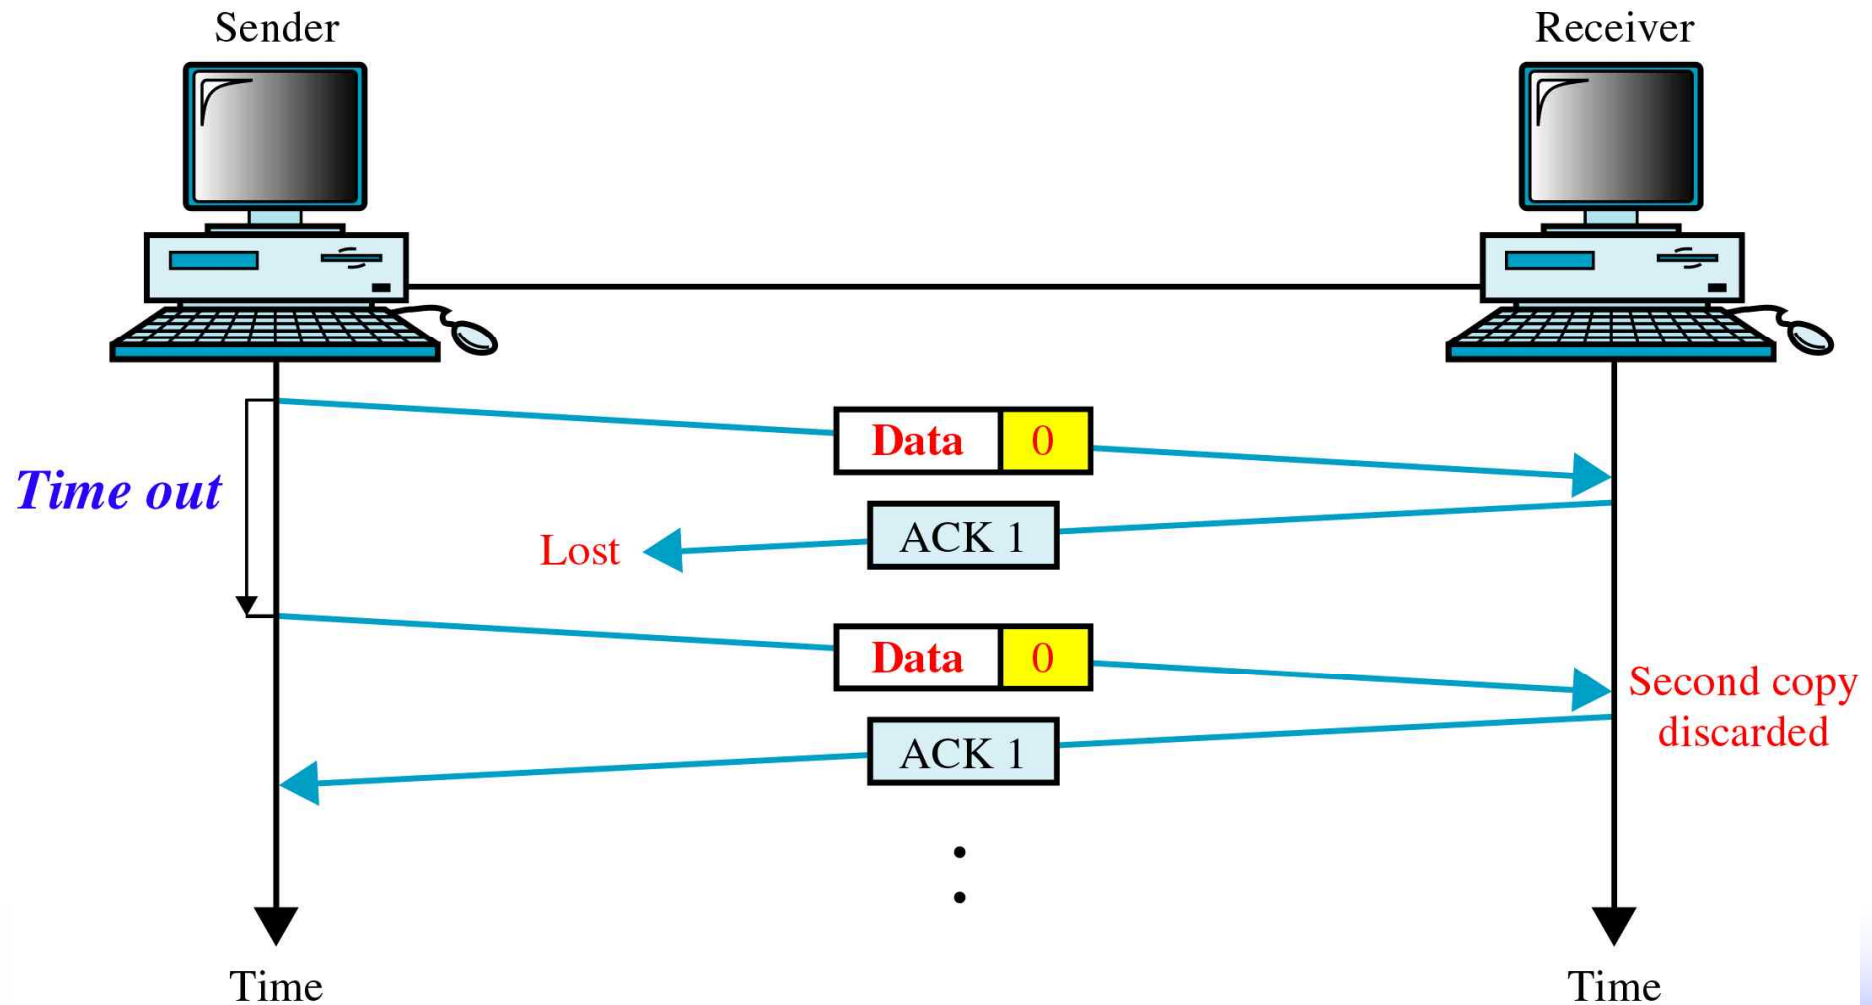 Sender
Receiver
Data 0
Time out
ACK 1
Lost
Data 0
Second copy
discarded
ACK 1
Time
Time